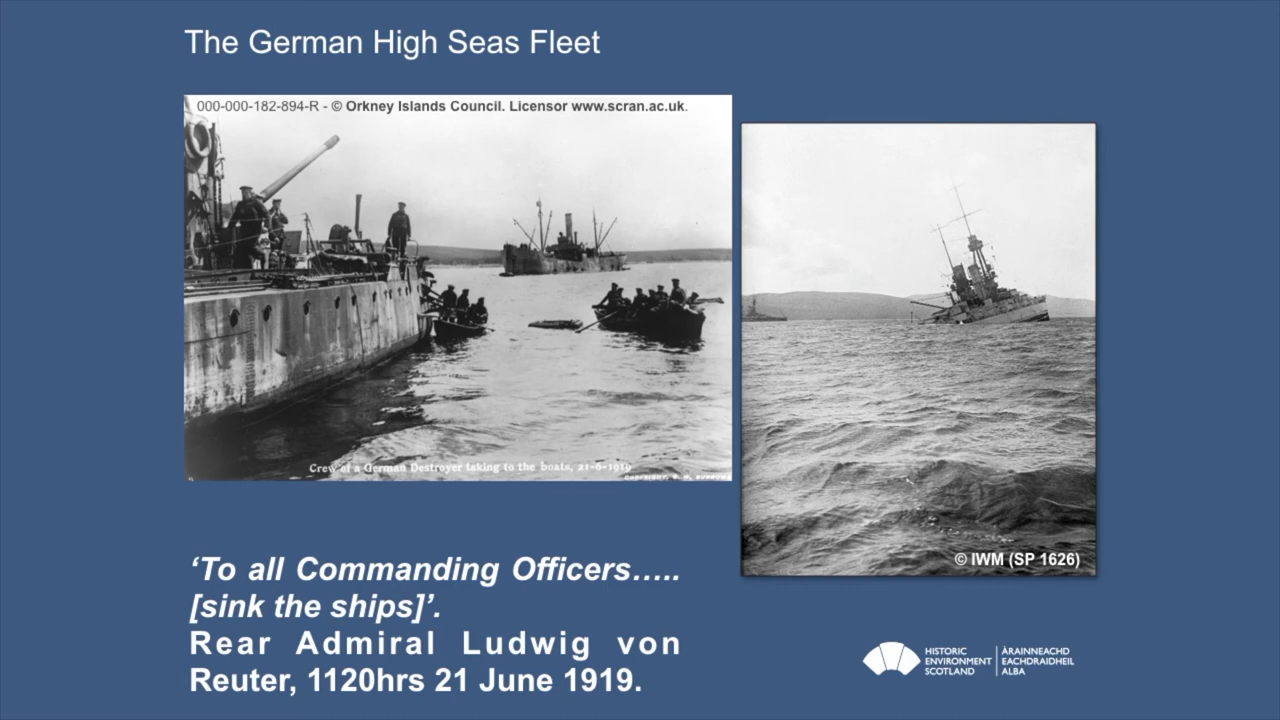 The German High Seas Fleet
000-000-182-894-R - © Orkney Islands Council. Licensor www.scran.ac.uk.
Crew of a German Destroyer taking to the boats, 21-6-1919
© IWM (SP 1626)
‘To all Commanding Officers…..
[sink the ships]’.
Rear Admiral Ludwig von
Reuter, 1120hrs 21 June 1919.
HISTORIC
ENVIRONMENT
SCOTLAND
ÀRAINNEACHD
EACHDRAIDHEIL
ALBA